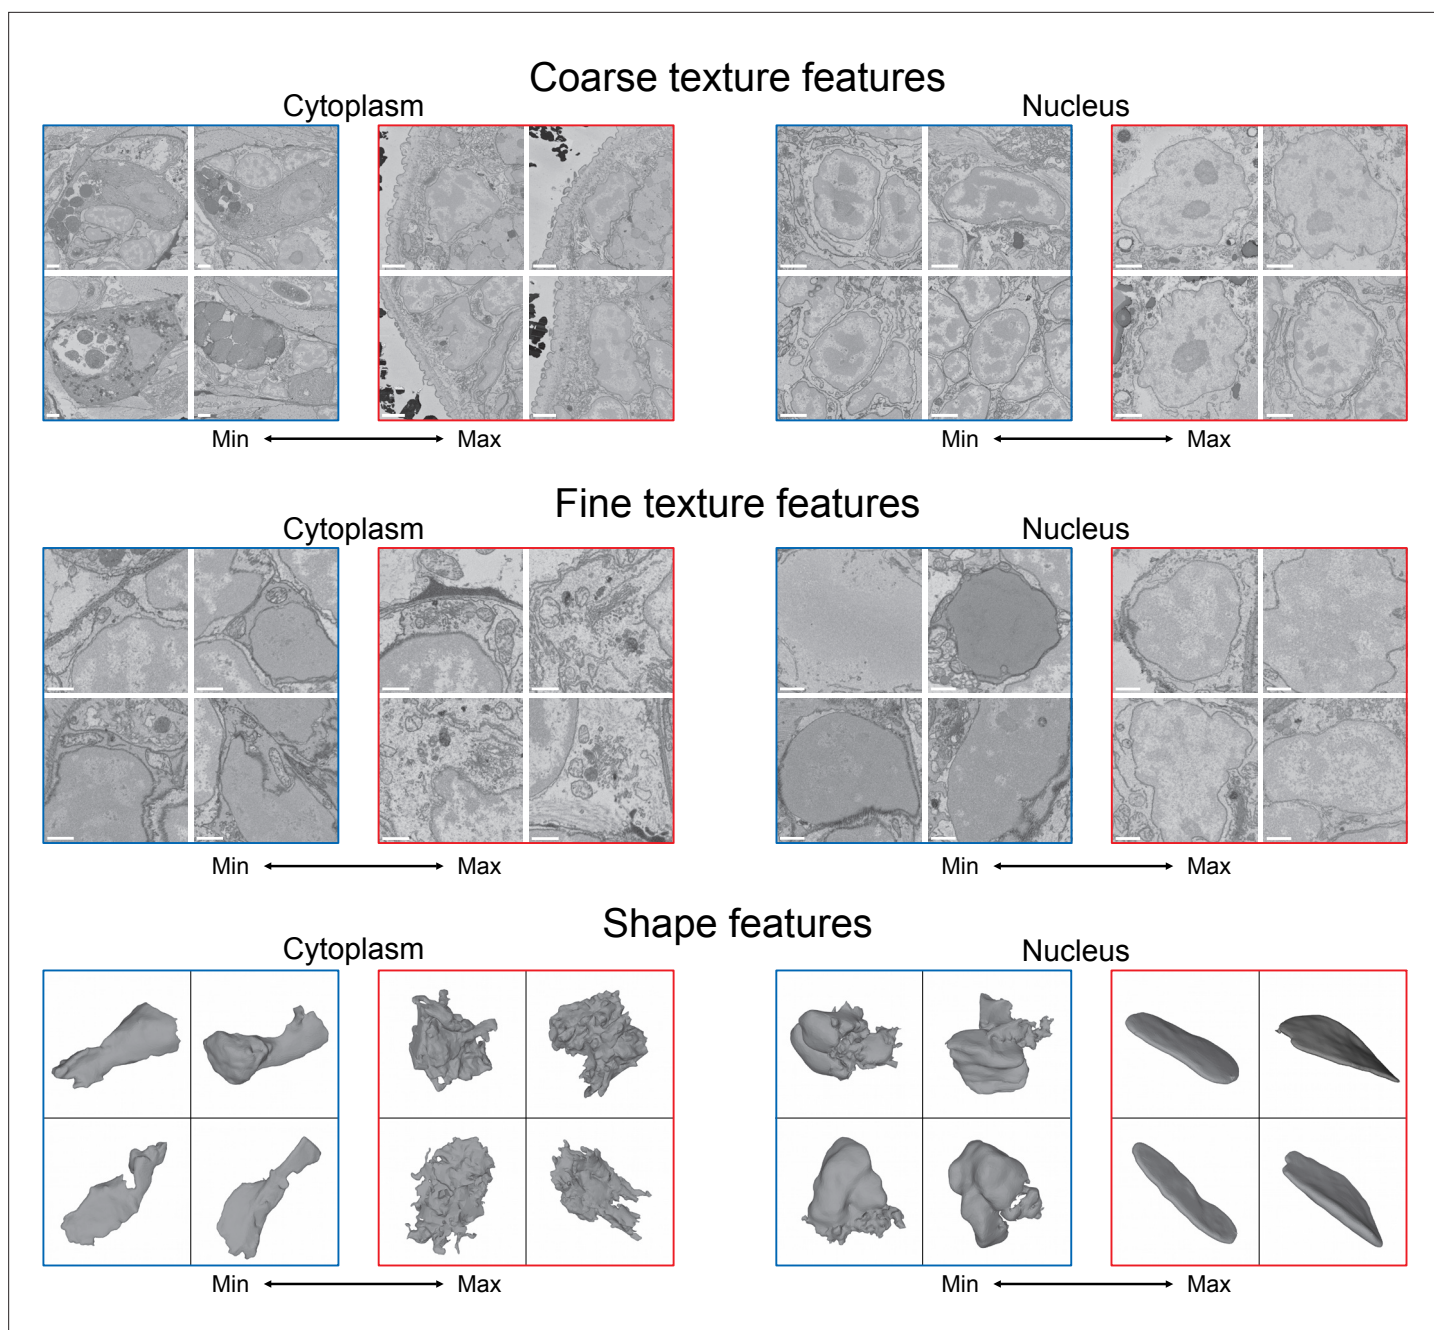 Coarse texture features
Cytoplasm
Nucleus
Min
Max
Min
Max
Fine texture features
Cytoplasm
Nucleus
Min
Max
Min
Max
Shape features
Cytoplasm
Nucleus
Min
Max
Min
Max